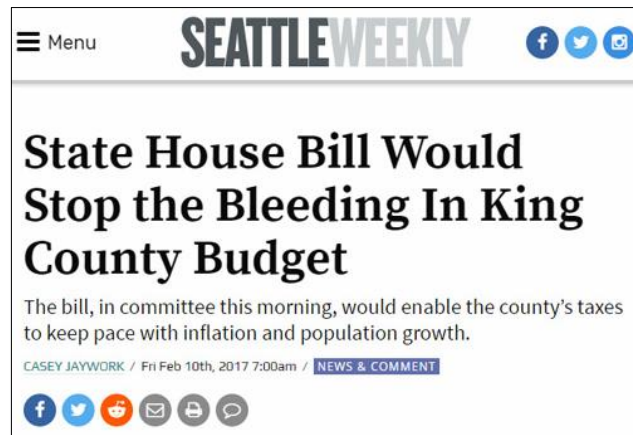 Menu
SEATTLEWEEKLY
State House Bill Would
Stop the Bleeding In King
County Budget
The bill, in committee this morning, would enable the county's taxes
to keep pace with inflation and population growth.
CASEY JAYWORK / Fri Feb 10th, 2017 7:00am / NEWS & COMMENT